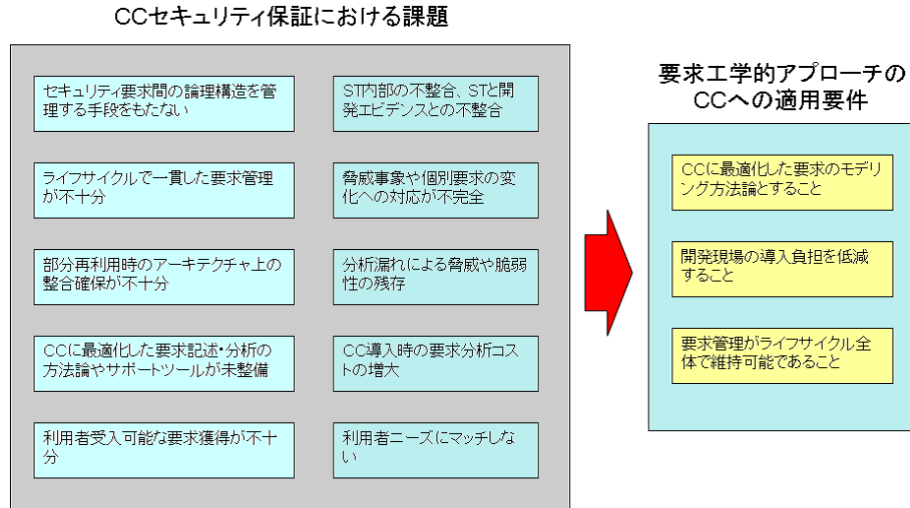 CCセキュリティ保証における課題
セキュリティ要求間の論理構造を管
理する手段をもたない
ST内部の不整合、STと開
発エビデンスとの不整合
ライフサイクルで一貫した要求管理
が不十分
脅威事象や個別要求の変
化への対応が不完全
部分再利用時のアーキテクチャ上の
整合確保が不十分
分析漏れによる脅威や脆弱
性の残存
CCに最適化した要求記述・分析の
方法論やサポートツールが未整備
CC導入時の要求分析コス
トの増大
利用者受入可能な要求獲得が不十
分
利用者ニーズにマッチしな
い
要求工学的アプローチの
CCへの適用要件
CCに最適化した要求のモデリ
ング方法論とすること
開発現場の導入負担を低減
すること
要求管理がライフサイクル全
体で維持可能であること